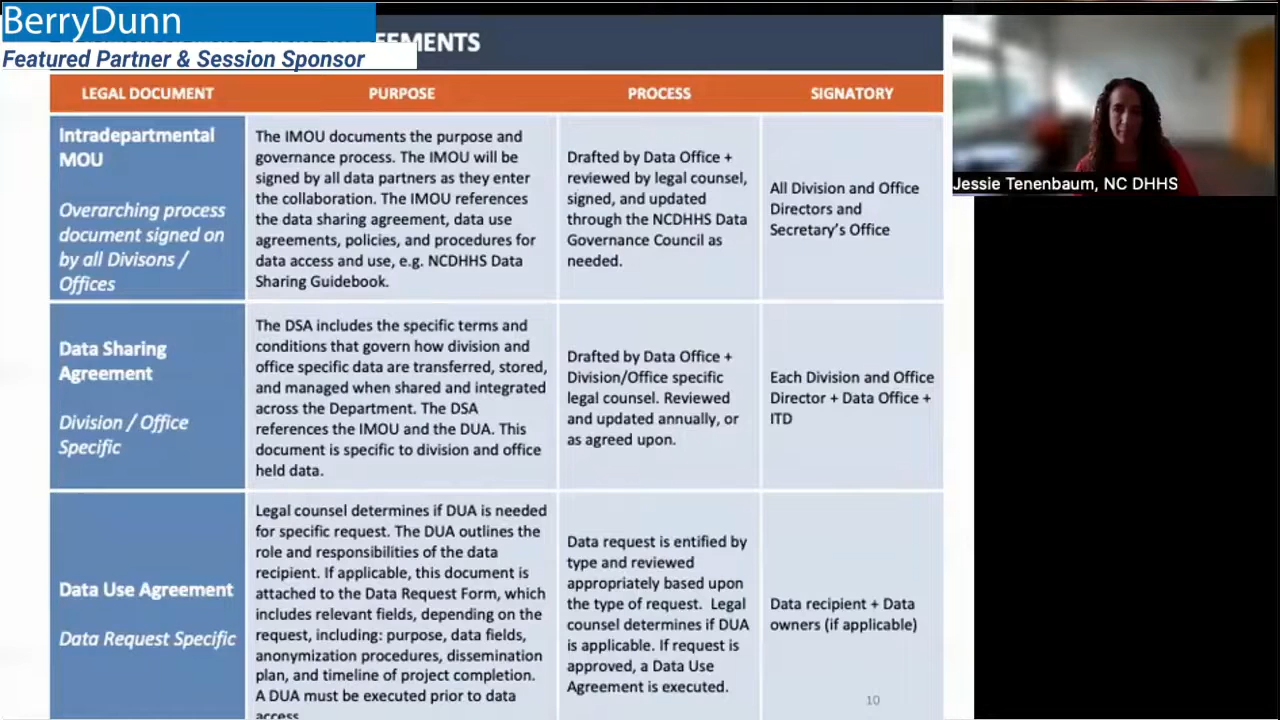 BerryDunn
Featured Partner & Session Sponsor
EEMENTS
LEGAL DOCUMENT
PURPOSE
PROCESS
SIGNATORY
Intradepartmental
MOU
Overarching process
document signed on
by all Divisons /
Offices
The IMOU documents the purpose and
governance process. The IMOU will be
signed by all data partners as they enter
the collaboration. The IMOU references
the data sharing agreement, data use
agreements, policies, and procedures for
data access and use, e.g. NCDHHS Data
Sharing Guidebook.
Drafted by Data Office +
reviewed by legal counsel,
signed, and updated
through the NCDHHS Data
Governance Council as
needed.
All Division and Office
Directors and
Secretary's Office
Data Sharing
Agreement
Division / Office
Specific
The DSA includes the specific terms and
conditions that govern how division and
office specific data are transferred, stored,
and managed when shared and integrated
across the Department. The DSA
references the IMOU and the DUA. This
document is specific to division and office
held data.
Drafted by Data Office +
Division/Office specific
legal counsel. Reviewed
and updated annually, or
as agreed upon.
Each Division and Office
Director + Data Office +
ITD
Data Use Agreement
Data Request Specific
Legal counsel determines if DUA is needed
for specific request. The DUA outlines the
role and responsibilities of the data
recipient. If applicable, this document is
attached to the Data Request Form, which
includes relevant fields, depending on the
request, including: purpose, data fields,
anonymization procedures, dissemination
plan, and timeline of project completion.
A DUA must be executed prior to data
access
Data request is entified by
type and reviewed
appropriately based upon
the type of request. Legal
counsel determines if DUA
is applicable. If request is
approved, a Data Use
Agreement is executed.
Data recipient + Data
owners (if applicable)
10
Jessie Tenenbaum, NC DHHS